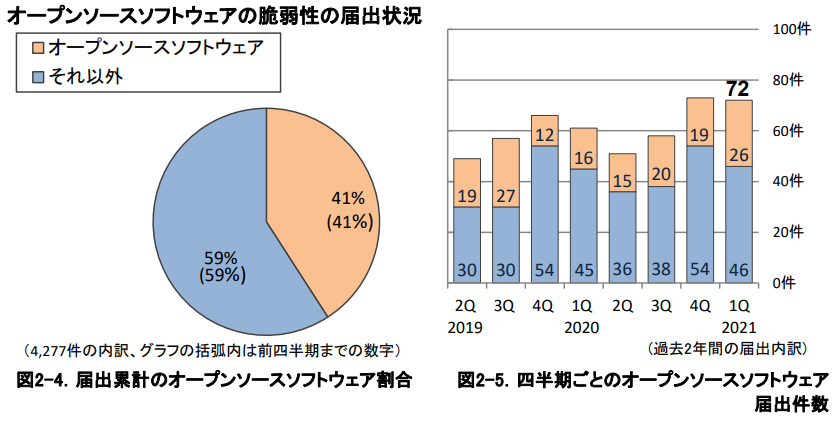 オープンソースソフトウェアの脆弱性の届出状況
オープンソースソフトウェア
それ以外
41%
(41%)
59%
(59%)
(4,277件の内訳、グラフの括弧内は前四半期までの数字)
図2-4. 届出累計のオープンソースソフトウェア割合
100件
80件
60件
40件
20件
0件
72
19 27 12 16 15 20 19 26
30 30 54 45 36 38 54 46
2Q 3Q 4Q 1Q 2Q 3Q 4Q 1Q
2019 2020 2021
(過去2年間の届出内訳)
図2-5. 四半期ごとのオープンソースソフトウェア
届出件数